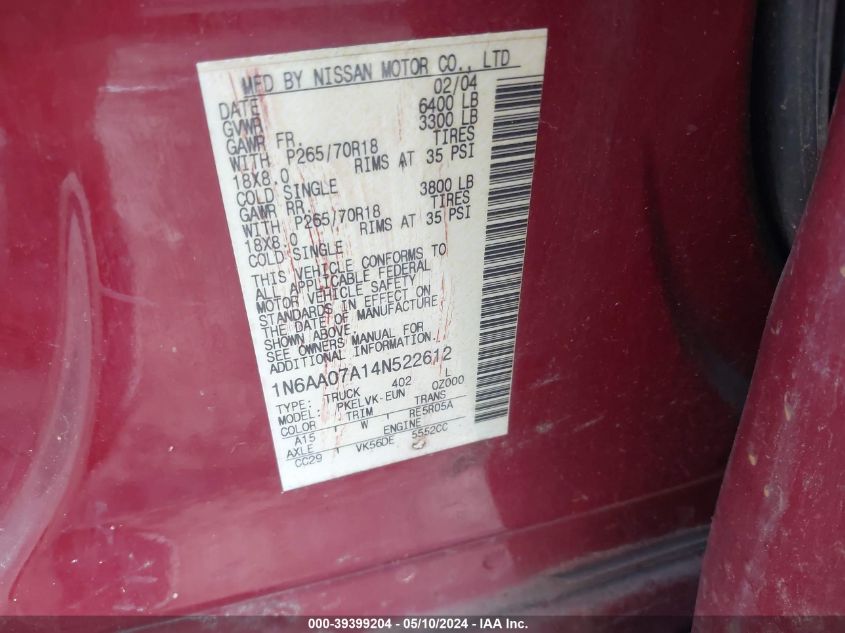 MFD BY NISSAN MOTOR CO., LTD
DATE 02/04
GVWR 6400 LB
GAWR FR. 3300 LB
WITH P265/70R18 TIRES
18X8.0 RIMS AT 35 PSI
COLD SINGLE
GAWR RR. 3800 LB
WITH P265/70R18 TIRES
18X8.0 RIMS AT 35 PSI
COLD SINGLE
THIS VEHICLE CONFORMS TO
ALL APPLICABLE FEDERAL
MOTOR VEHICLE SAFETY
STANDARDS IN EFFECT ON
THE DATE OF MANUFACTURE
SHOWN ABOVE.
SEE OWNERS MANUAL FOR
ADDITIONAL INFORMATION.
1N6AA07A14N522612
TYPE: TRUCK 402 L
MODEL: PKELVK-EUN 0Z000
COLOR TRIM TRANS
A15 W RE5R05A
AXLE ENGINE
CC29 VK56DE 5552CC
000-39399204 - 05/10/2024 - IAA Inc.